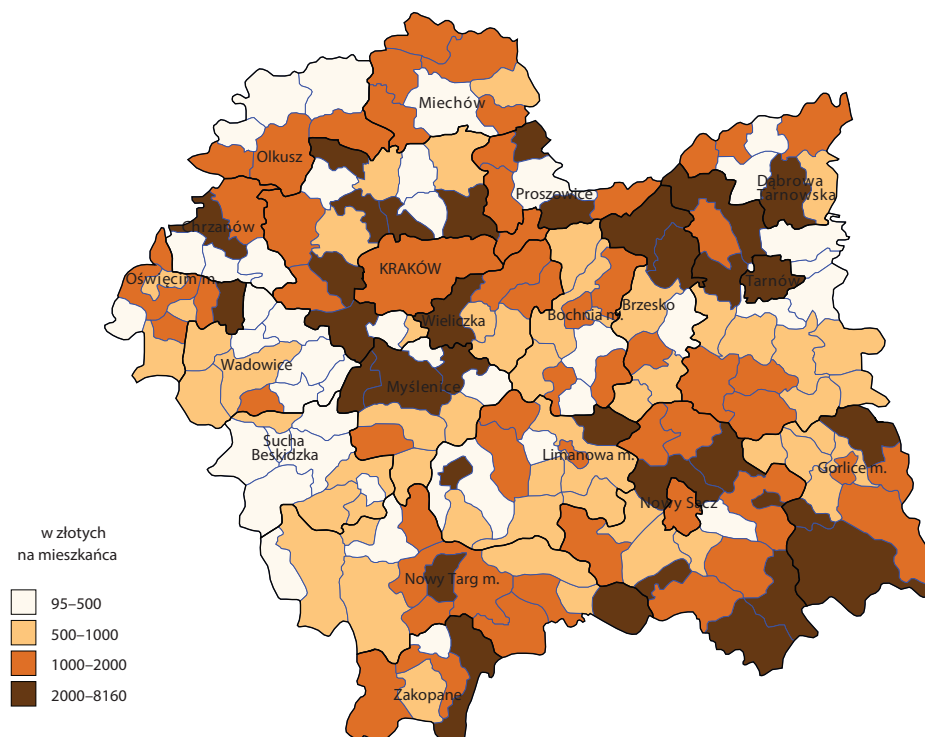 Miechów
Olkusz
Dąbrowa
Tarnowska
Proszowice
Chrzanów
KRAKÓW
Oświęcim m.
Tarnów
Brzesko
Bochnia m.
Wieliczka
Wadowice
Myślenice
Sucha
Beskidzka
Limanowa m.
Gorlice m.
Nowy Sącz
Nowy Targ m.
Zakopane
w złotych
na mieszkańca
95–500
500–1000
1000–2000
2000–8160